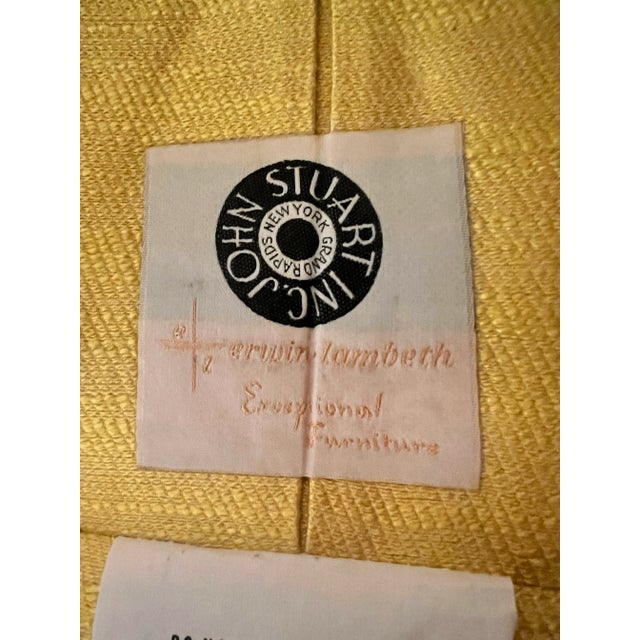 JOHN STUART INC.
NEW YORK GRAND RAPIDS
e l
erwin-lambeth
Exceptional
Furniture